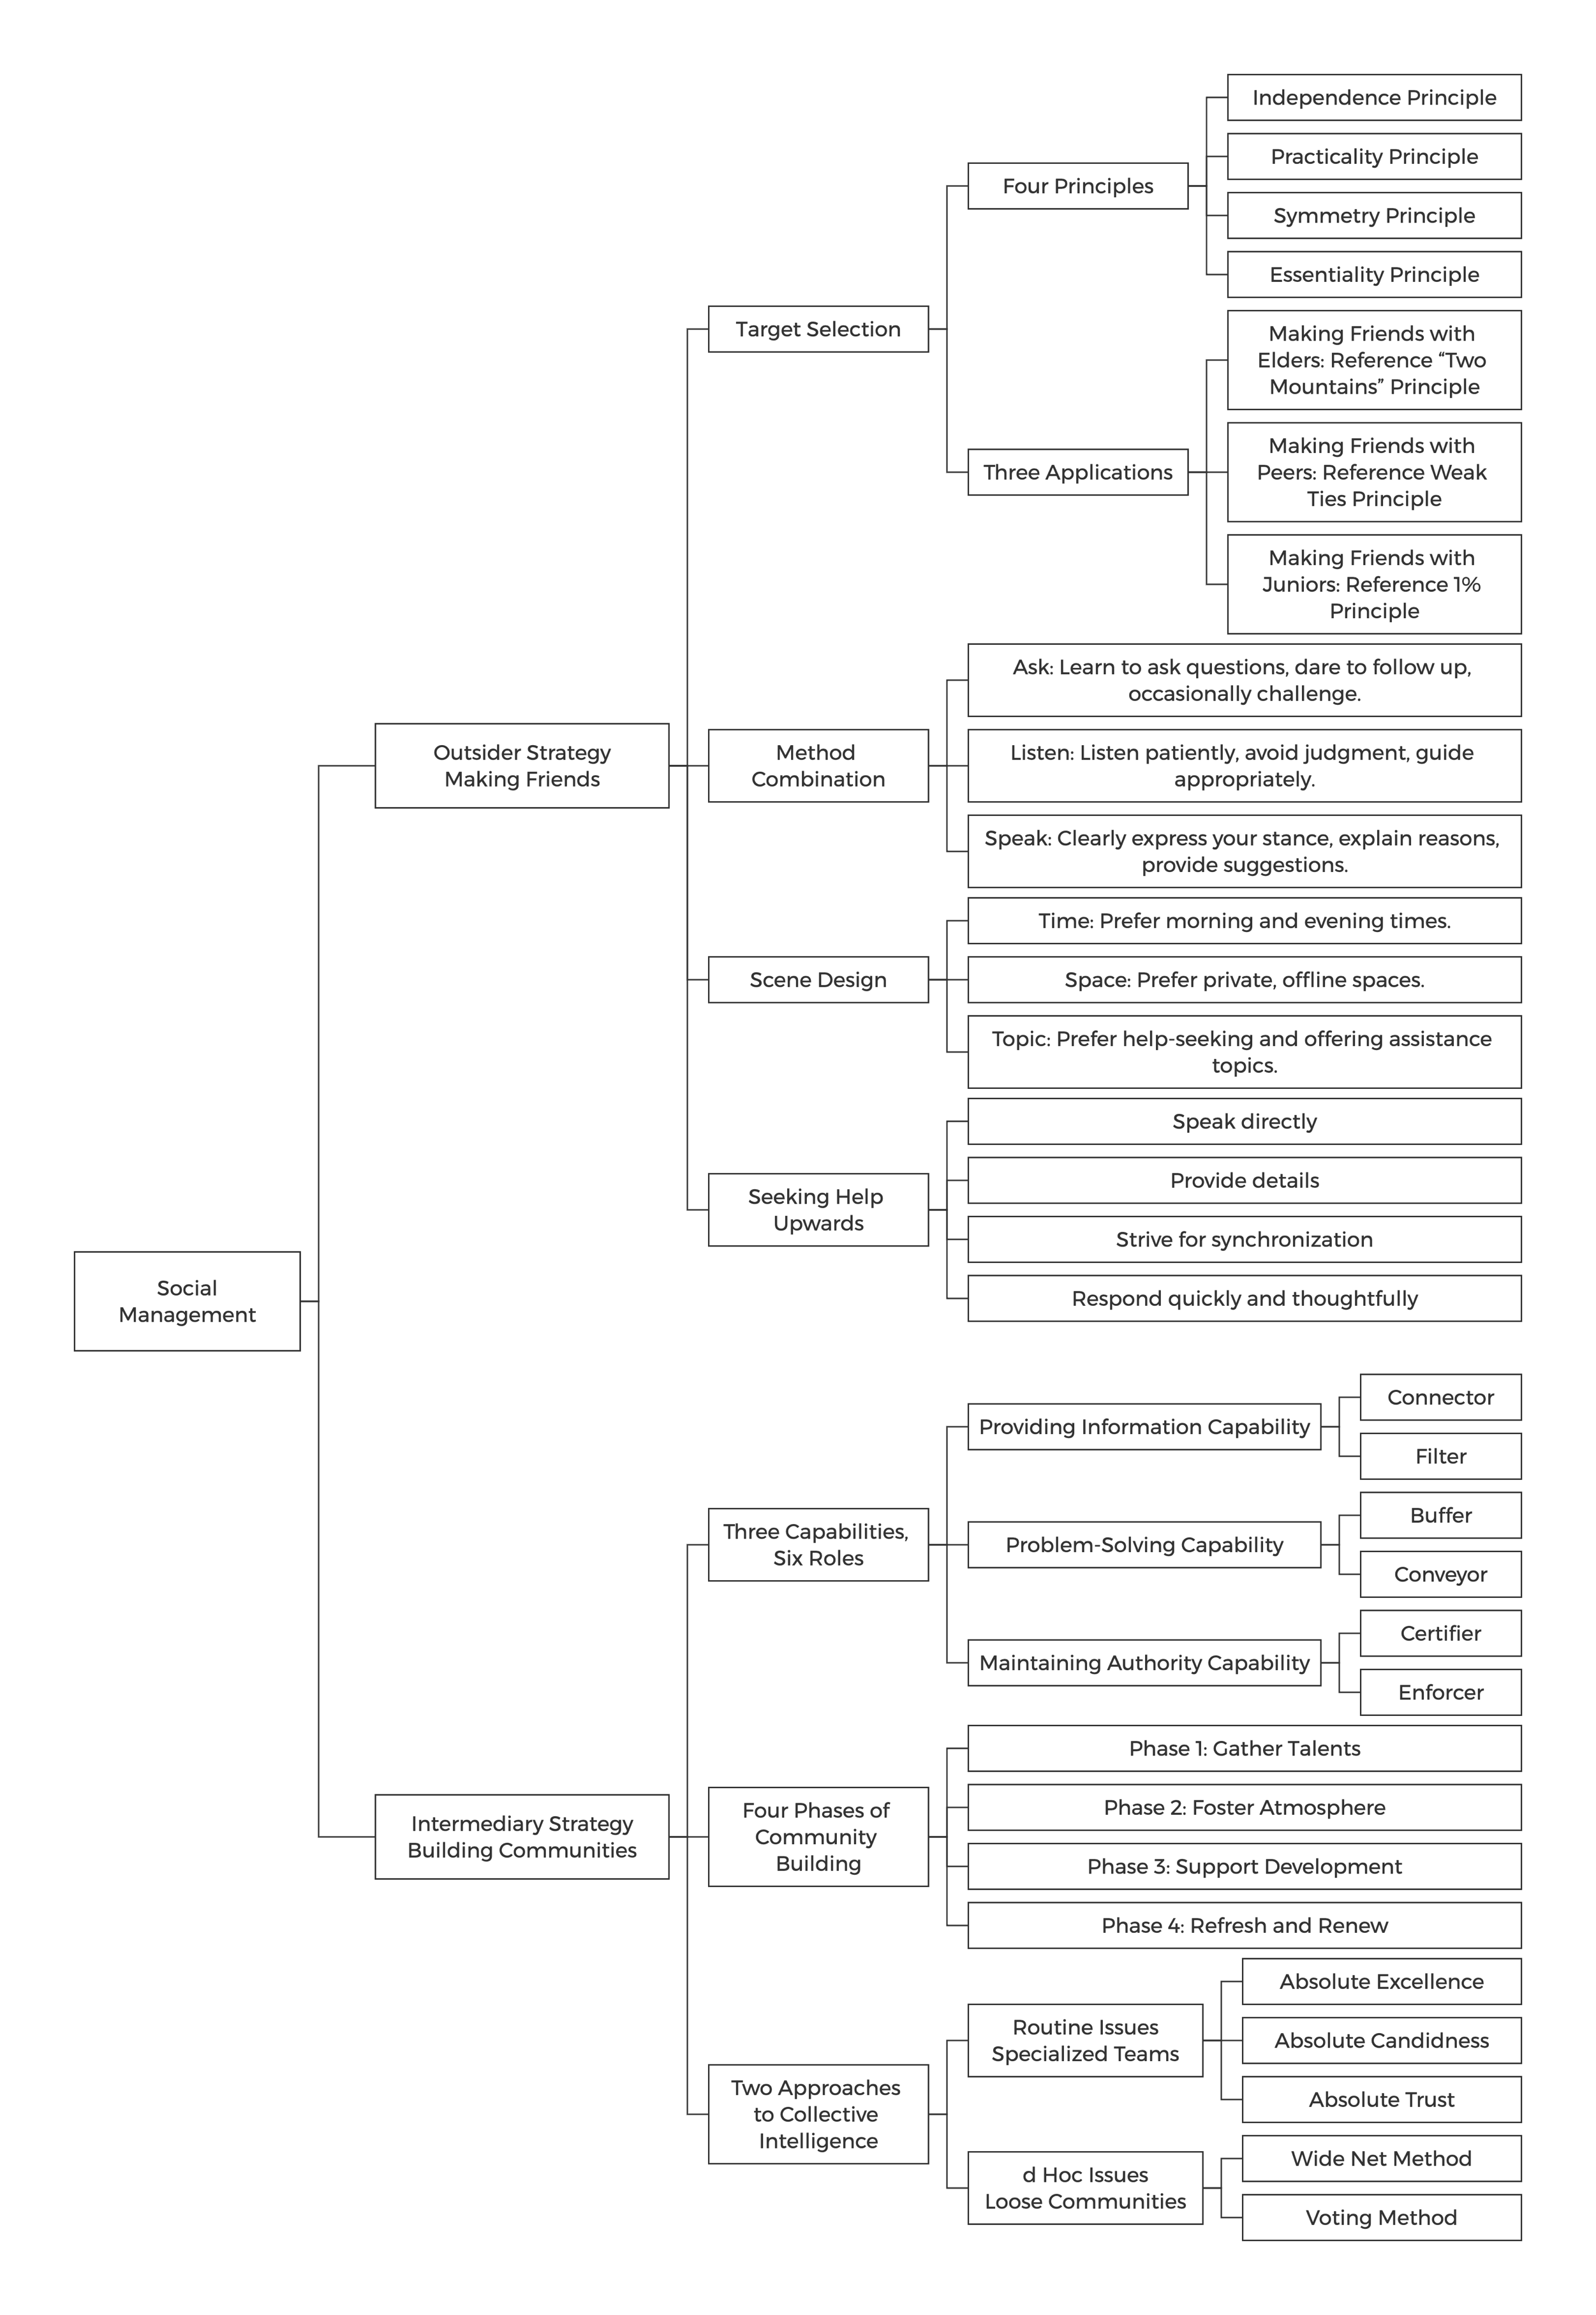 Social
Management
Outsider Strategy
Making Friends
Target Selection
Four Principles
Independence Principle
Practicality Principle
Symmetry Principle
Essentiality Principle
Three Applications
Making Friends with
Elders: Reference “Two
Mountains” Principle
Making Friends with
Peers: Reference Weak
Ties Principle
Making Friends with
Juniors: Reference 1%
Principle
Method
Combination
Ask: Learn to ask questions, dare to follow up,
occasionally challenge.
Listen: Listen patiently, avoid judgment, guide
appropriately.
Speak: Clearly express your stance, explain reasons,
provide suggestions.
Scene Design
Time: Prefer morning and evening times.
Space: Prefer private, offline spaces.
Topic: Prefer help-seeking and offering assistance
topics.
Seeking Help
Upwards
Speak directly
Provide details
Strive for synchronization
Respond quickly and thoughtfully
Intermediary Strategy
Building Communities
Three Capabilities,
Six Roles
Providing Information Capability
Connector
Filter
Problem-Solving Capability
Buffer
Conveyor
Maintaining Authority Capability
Certifier
Enforcer
Four Phases of
Community
Building
Phase 1: Gather Talents
Phase 2: Foster Atmosphere
Phase 3: Support Development
Phase 4: Refresh and Renew
Two Approaches
to Collective
Intelligence
Routine Issues
Specialized Teams
Absolute Excellence
Absolute Candidness
Absolute Trust
d Hoc Issues
Loose Communities
Wide Net Method
Voting Method